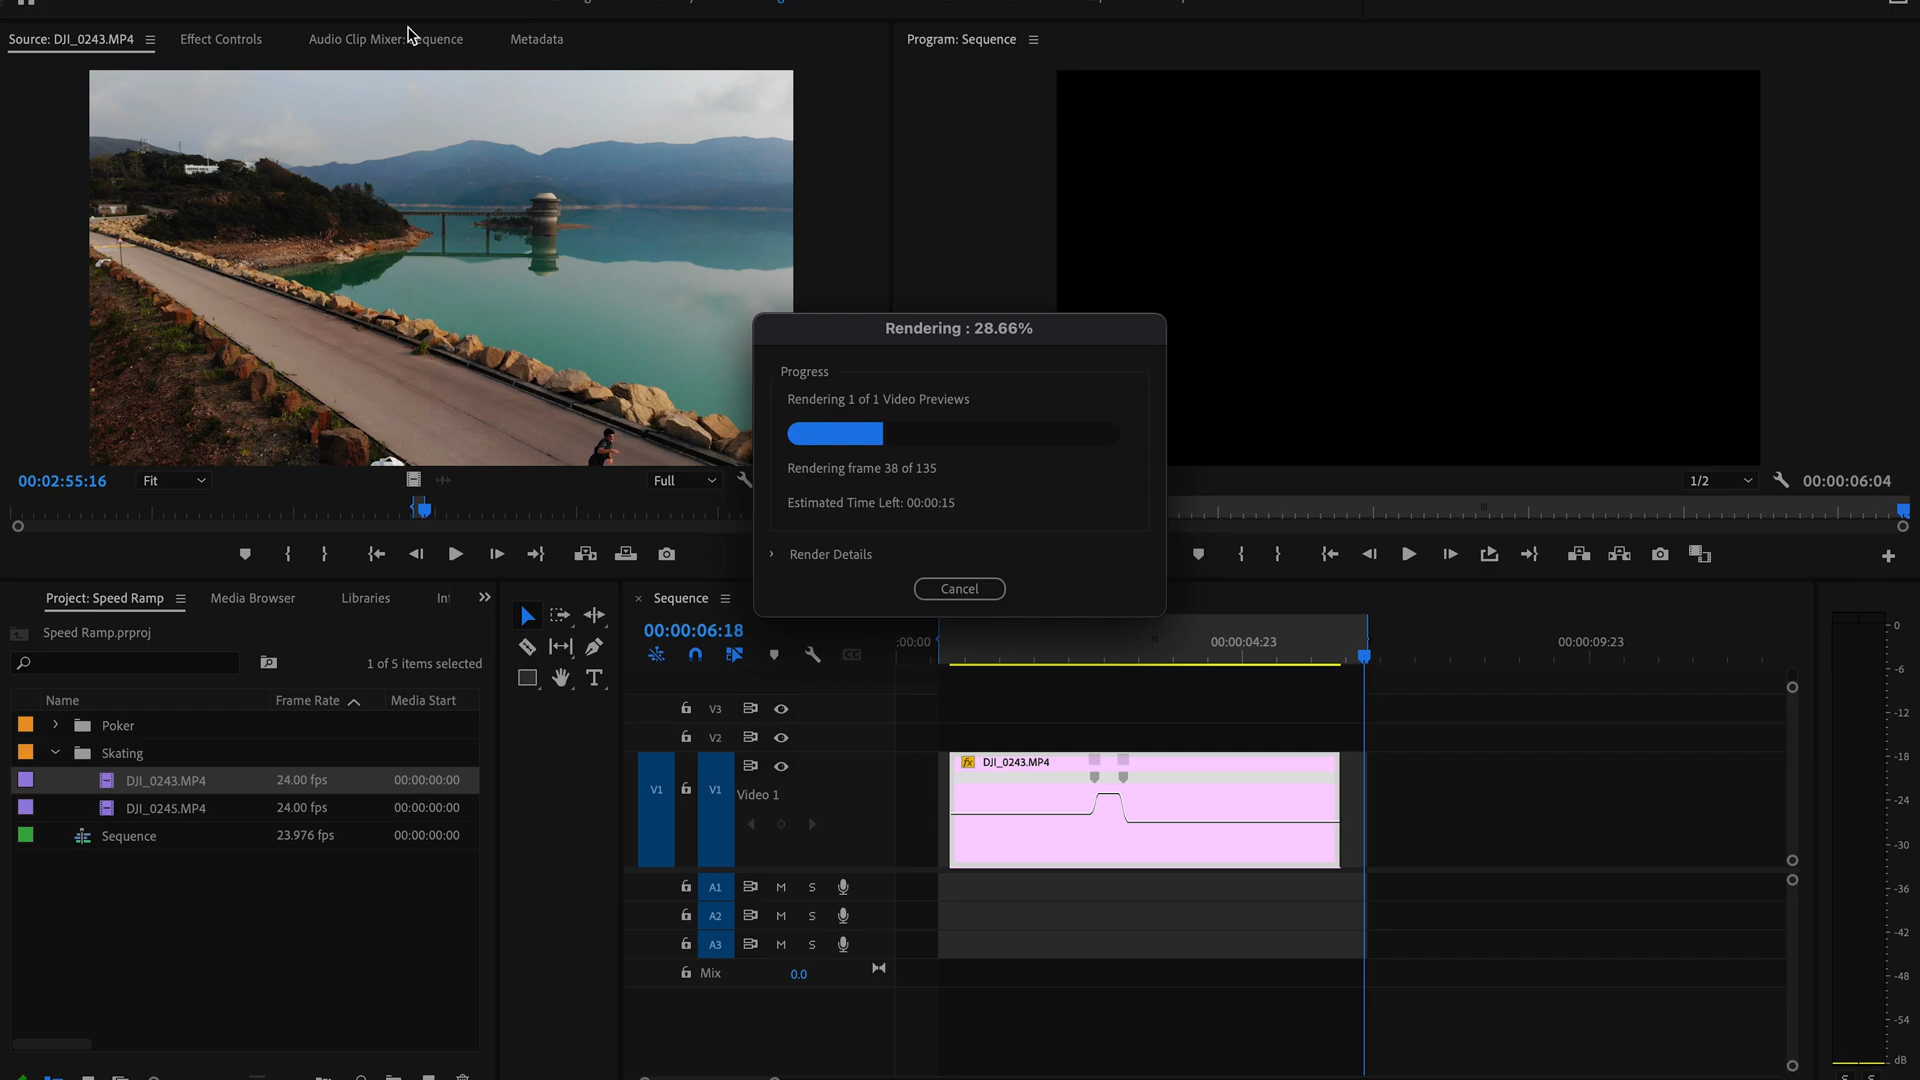 Source: DJI_0243.MP4
Effect Controls
Audio Clip Mixer: Sequence
Metadata
Program: Sequence
Rendering : 28.66%
Progress
Rendering 1 of 1 Video Previews
Rendering frame 38 of 135
Estimated Time Left: 00:00:15
Render Details
Cancel
00:02:55:16
Fit
Full
1/2
00:00:06:04
Project: Speed Ramp
Media Browser
Libraries
Speed Ramp.prproj
1 of 5 items selected
Name
Frame Rate
Media Start
Poker
Skating
DJI_0243.MP4
24.00 fps
00:00:00:00
DJI_0245.MP4
24.00 fps
00:00:00:00
Sequence
23.976 fps
00:00:00:00
T
Sequence
00:00:06:18
CC
:00:00
00:00:04:23
00:00:09:23
V3
V2
V1
V1
Video 1
fx
DJI_0243.MP4
A1
M
S
A2
M
S
A3
M
S
Mix
0.0
0
-6
-12
-18
-24
-30
-36
-42
-48
-54
dB